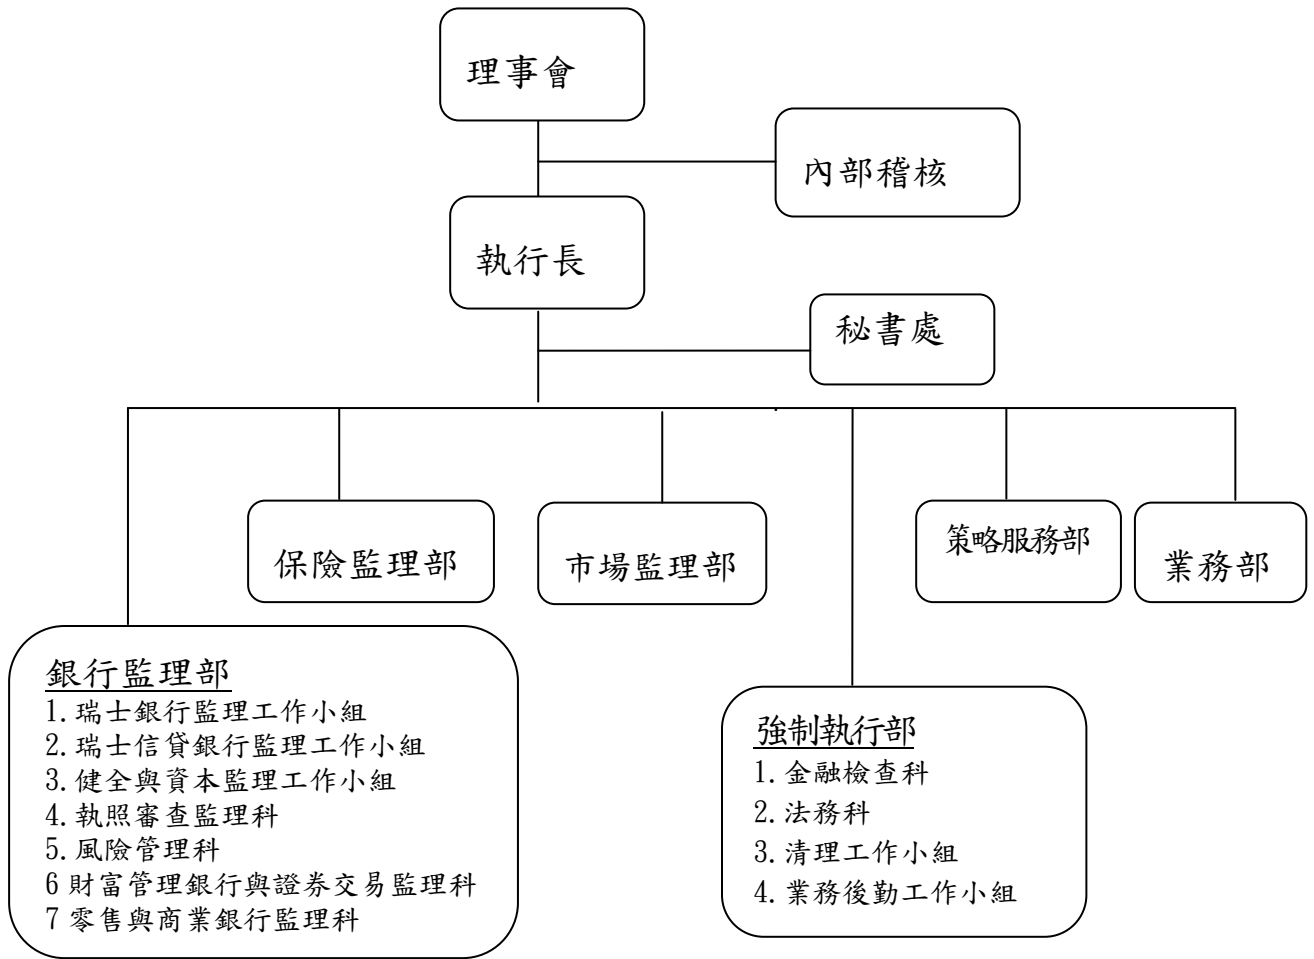 理事會
內部稽核
執行長
秘書處
保險監理部
市場監理部
策略服務部
業務部
銀行監理部
1.瑞士銀行監理工作小組
2.瑞士信貸銀行監理工作小組
3.健全與資本監理工作小組
4.執照審查監理科
5.風險管理科
6 財富管理銀行與證券交易監理科
7 零售與商業銀行監理科
強制執行部
1.金融檢查科
2.法務科
3.清理工作小組
4.業務後勤工作小組